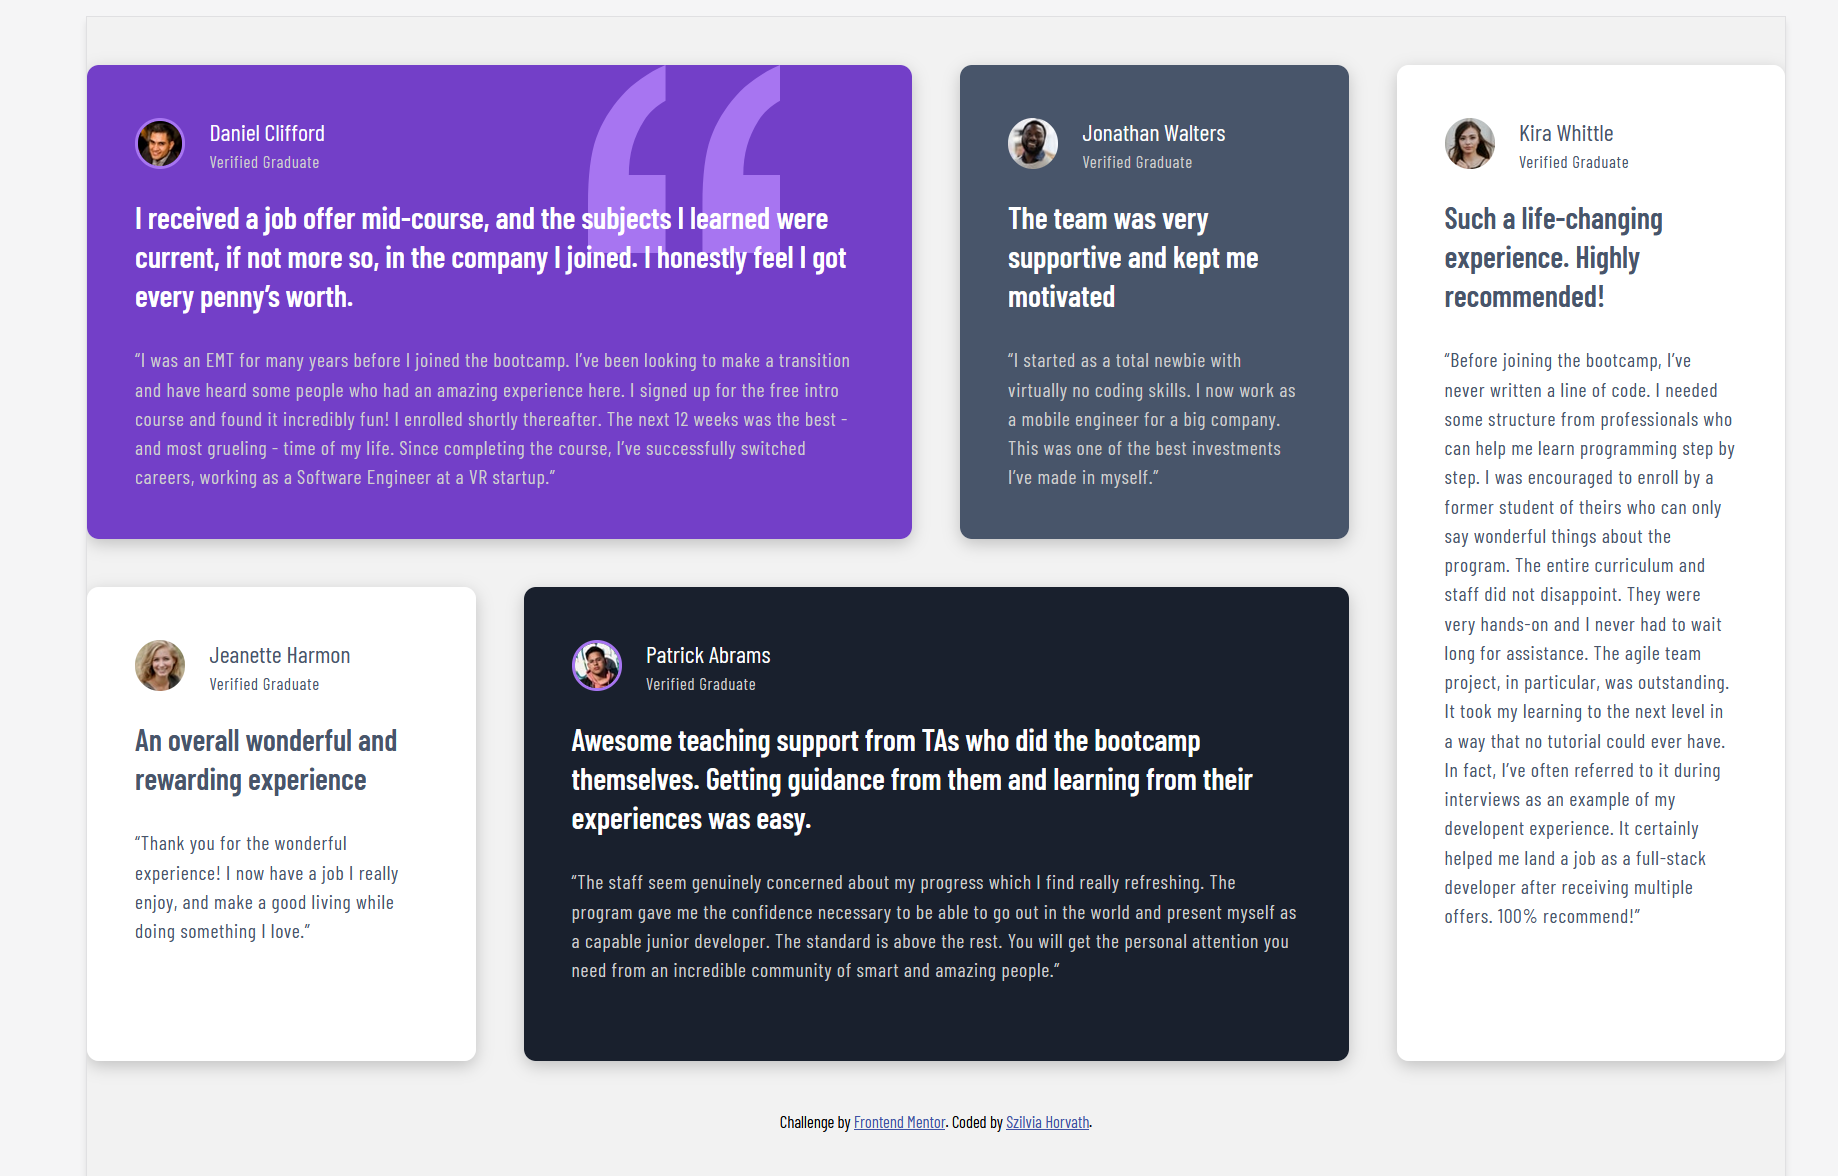 Daniel Clifford
Verified Graduate
I received a job offer mid-course, and the subjects I learned were
current, if not more so, in the company I joined. I honestly feel I got
every penny’s worth.
“I was an EMT for many years before I joined the bootcamp. I’ve been looking to make a transition
and have heard some people who had an amazing experience here. I signed up for the free intro
course and found it incredibly fun! I enrolled shortly thereafter. The next 12 weeks was the best -
and most grueling - time of my life. Since completing the course, I’ve successfully switched
careers, working as a Software Engineer at a VR startup.”
Jonathan Walters
Verified Graduate
The team was very
supportive and kept me
motivated
“I started as a total newbie with
virtually no coding skills. I now work as
a mobile engineer for a big company.
This was one of the best investments
I’ve made in myself.”
Kira Whittle
Verified Graduate
Such a life-changing
experience. Highly
recommended!
“Before joining the bootcamp, I’ve
never written a line of code. I needed
some structure from professionals who
can help me learn programming step by
step. I was encouraged to enroll by a
former student of theirs who can only
say wonderful things about the
program. The entire curriculum and
staff did not disappoint. They were
very hands-on and I never had to wait
long for assistance. The agile team
project, in particular, was outstanding.
It took my learning to the next level in
a way that no tutorial could ever have.
In fact, I’ve often referred to it during
interviews as an example of my
developent experience. It certainly
helped me land a job as a full-stack
developer after receiving multiple
offers. 100% recommend!”
Jeanette Harmon
Verified Graduate
An overall wonderful and
rewarding experience
“Thank you for the wonderful
experience! I now have a job I really
enjoy, and make a good living while
doing something I love.”
Patrick Abrams
Verified Graduate
Awesome teaching support from TAs who did the bootcamp
themselves. Getting guidance from them and learning from their
experiences was easy.
“The staff seem genuinely concerned about my progress which I find really refreshing. The
program gave me the confidence necessary to be able to go out in the world and present myself as
a capable junior developer. The standard is above the rest. You will get the personal attention you
need from an incredible community of smart and amazing people.”
Challenge by Frontend Mentor. Coded by Szilvia Horvath.